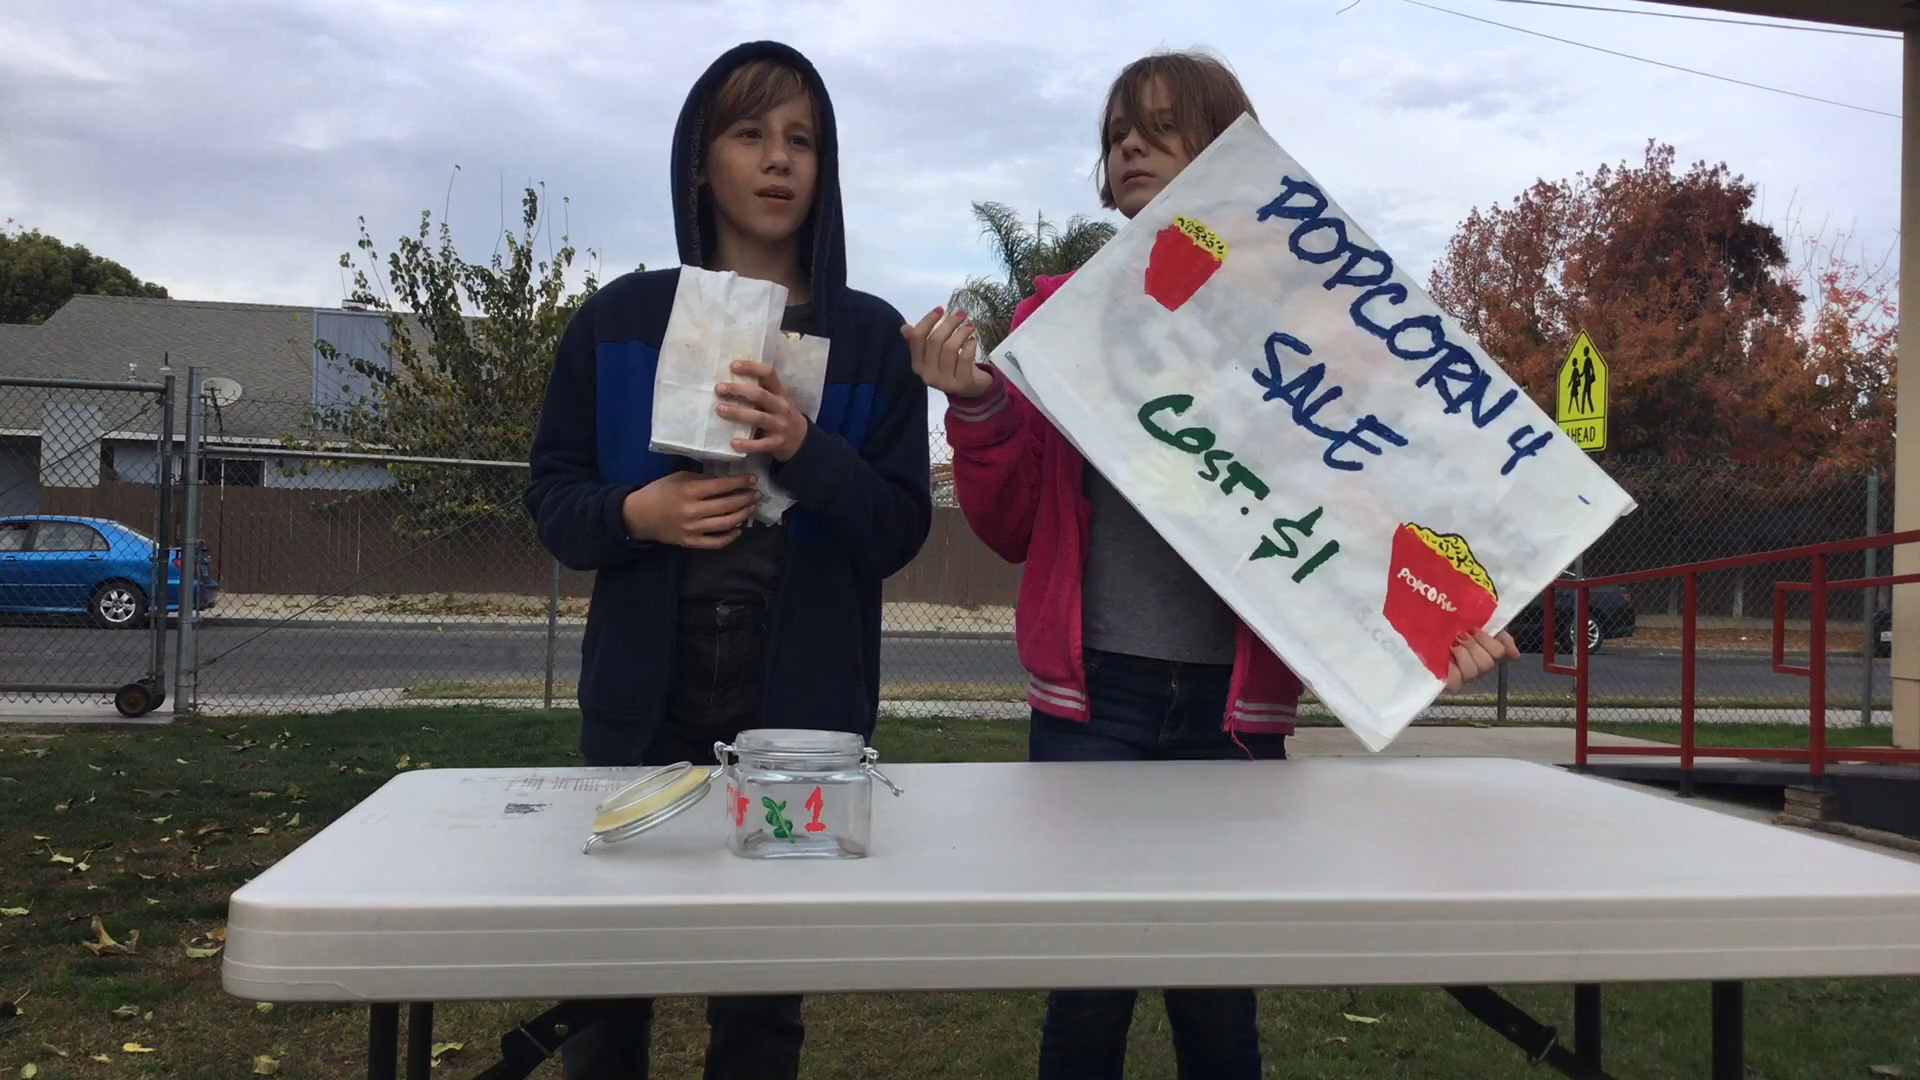 POPCORN 4
SALE
COST. $1
POPCORN
$1
AHEAD